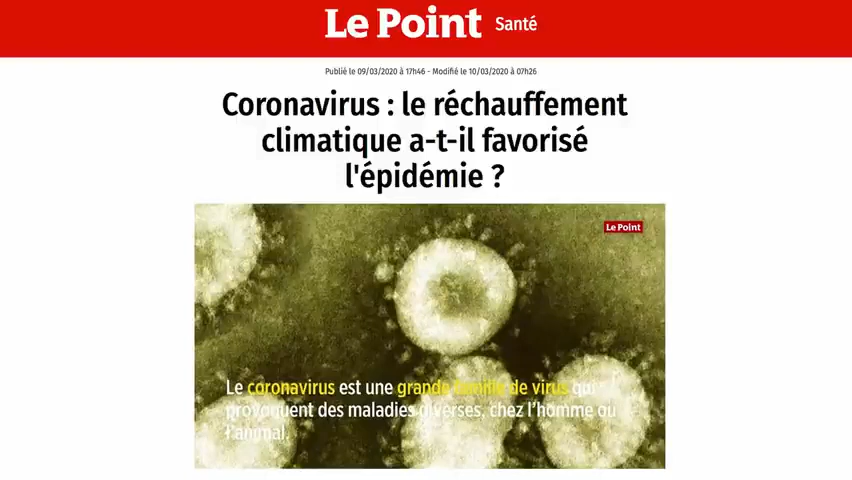 Le Point Santé
Publié le 09/03/2020 à 17h46 - Modifié le 10/03/2020 à 07h26
Coronavirus : le réchauffement
climatique a-t-il favorisé
l'épidémie ?
Le Point
Le coronavirus est une grande famille de virus qui
provoquent des maladies diverses, chez l'homme ou
l'animal.